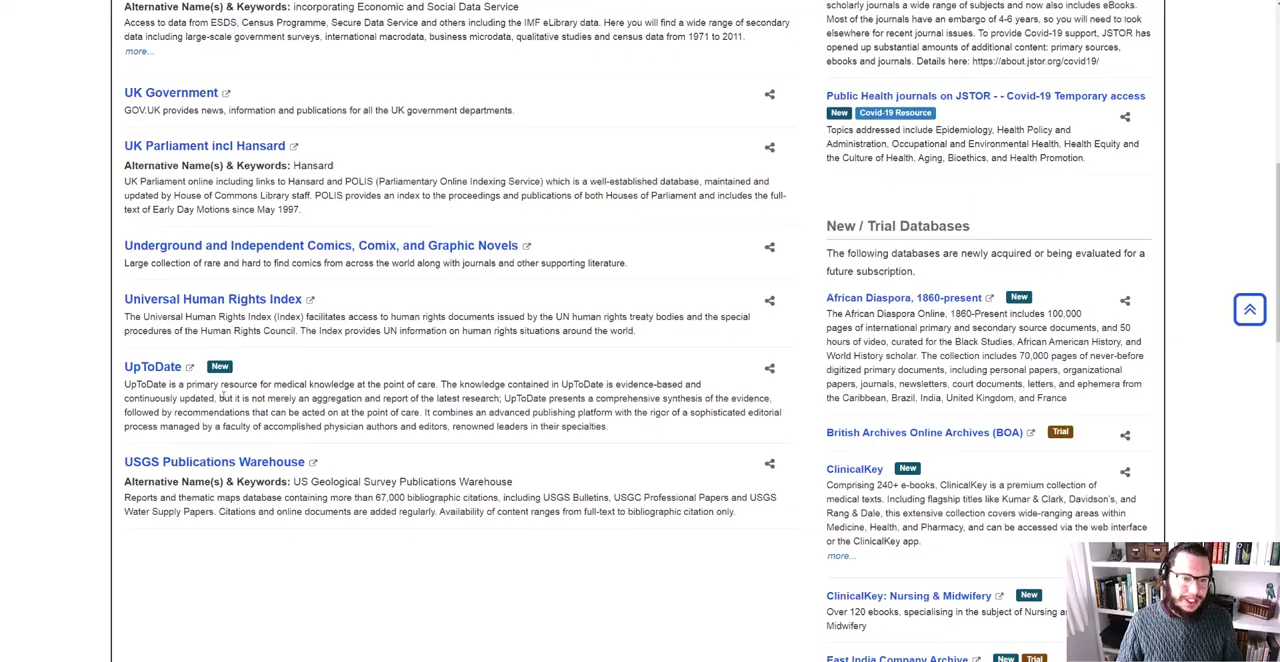 Alternative Name(s) & Keywords: incorporating Economic and Social Data Service
Access to data from ESDS, Census Programme, Secure Data Service and others including the IMF eLibrary data. Here you will find a wide range of secondary
data including large-scale government surveys, international macrodata, business microdata, qualitative studies and census data from 1971 to 2011.
more...
UK Government
GOV.UK provides news, information and publications for all the UK government departments.
UK Parliament incl Hansard
Alternative Name(s) & Keywords: Hansard
UK Parliament online including links to Hansard and POLIS (Parliamentary Online Indexing Service) which is a well-established database, maintained and
updated by House of Commons Library staff. POLIS provides an index to the proceedings and publications of both Houses of Parliament and includes the full-
text of Early Day Motions since May 1997.
Underground and Independent Comics, Comix, and Graphic Novels
Large collection of rare and hard to find comics from across the world along with journals and other supporting literature.
Universal Human Rights Index
The Universal Human Rights Index (Index) facilitates access to human rights documents issued by the UN human rights treaty bodies and the special
procedures of the Human Rights Council. The Index provides UN information on human rights situations around the world.
UpToDate New
UpToDate is a primary resource for medical knowledge at the point of care. The knowledge contained in UpToDate is evidence-based and
continuously updated, but it is not merely an aggregation and report of the latest research; UpToDate presents a comprehensive synthesis of the evidence,
followed by recommendations that can be acted on at the point of care. It combines an advanced publishing platform with the rigor of a sophisticated editorial
process managed by a faculty of accomplished physician authors and editors, renowned leaders in their specialties.
USGS Publications Warehouse
Alternative Name(s) & Keywords: US Geological Survey Publications Warehouse
Reports and thematic maps database containing more than 67,000 bibliographic citations, including USGS Bulletins, USGC Professional Papers and USGS
Water Supply Papers. Citations and online documents are added regularly. Availability of content ranges from full-text to bibliographic citation only.
scholarly journals a wide range of subjects and now also includes eBooks.
Most of the journals have an embargo of 4-6 years, so you will need to look
elsewhere for recent journal issues. To provide Covid-19 support, JSTOR has
opened up substantial amounts of additional content: primary sources,
ebooks and journals. Details here: https://about.jstor.org/covid19/
Public Health journals on JSTOR - - Covid-19 Temporary access
New Covid-19 Resource
Topics addressed include Epidemiology, Health Policy and
Administration, Occupational and Environmental Health, Health Equity and
the Culture of Health, Aging, Bioethics, and Health Promotion.
New / Trial Databases
The following databases are newly acquired or being evaluated for a
future subscription.
African Diaspora, 1860-present New
The African Diaspora Online, 1860-Present includes 100,000
pages of international primary and secondary source documents, and 50
hours of video, curated for the Black Studies, African American History, and
World History scholar. The collection includes 70,000 pages of never-before
digitized primary documents, including personal papers, organizational
papers, journals, newsletters, court documents, letters, and ephemera from
the Caribbean, Brazil, India, United Kingdom, and France
British Archives Online Archives (BOA) Trial
ClinicalKey New
Comprising 240+ e-books, ClinicalKey is a premium collection of
medical texts. Including flagship titles like Kumar & Clark, Davidson's, and
Rang & Dale, this extensive collection covers wide-ranging areas within
Medicine, Health, and Pharmacy, and can be accessed via the web interface
or the ClinicalKey app.
more...
ClinicalKey: Nursing & Midwifery New
Over 120 ebooks, specialising in the subject of Nursing
Midwifery
East India Company Archive New Trial